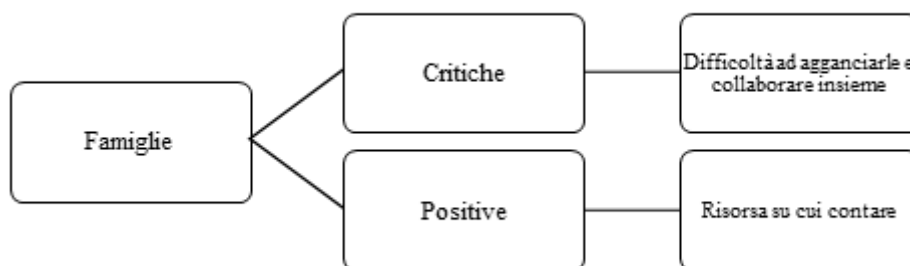 Famiglie
Critiche
Difficoltà ad agganciarle e
collaborare insieme
Positive
Risorsa su cui contare